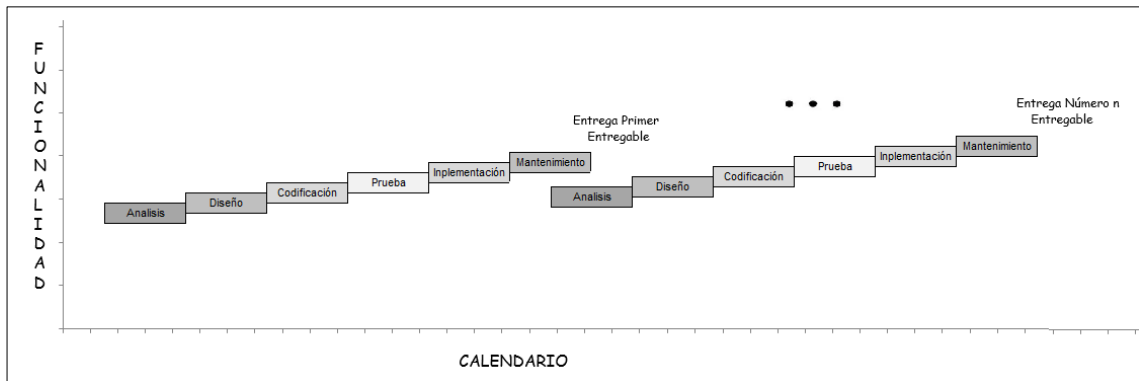 FUNCIONALIDAD
Entrega Primer
Entregable
Entrega Número n
Entregable
Analisis
Diseño
Codificación
Prueba
Inplementación
Mantenimiento
Analisis
Diseño
Codificación
Prueba
Inplementación
Mantenimiento
CALENDARIO